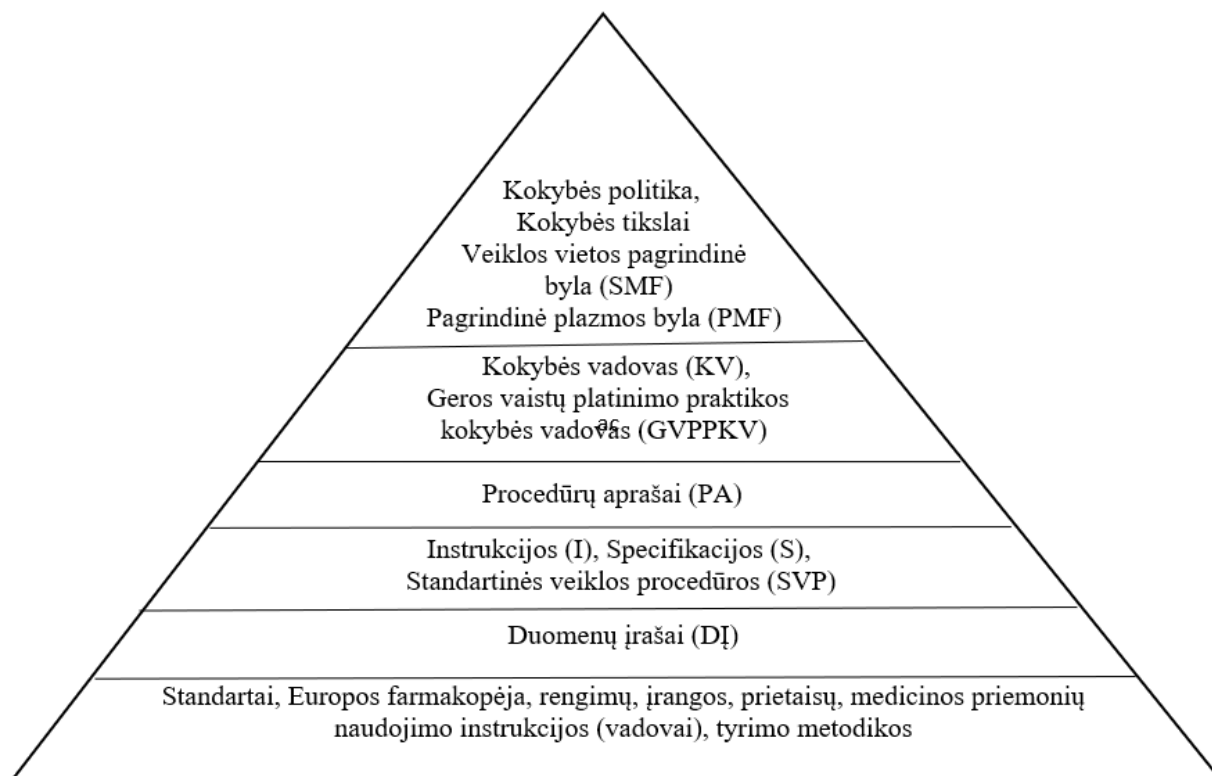 Kokybės politika,
Kokybės tikslai
Veiklos vietos pagrindinė
byla (SMF)
Pagrindinė plazmos byla (PMF)
Kokybės vadovas (KV),
Geros vaistų platinimo praktikos
kokybės vadovas (GVPPKV)
Procedūrų aprašai (PA)
Instrukcijos (I), Specifikacijos (S),
Standartinės veiklos procedūros (SVP)
Duomenų įrašai (DĮ)
Standartai, Europos farmakopėja, rengimų, įrangos, prietaisų, medicinos priemonių
naudojimo instrukcijos (vadovai), tyrimo metodikos